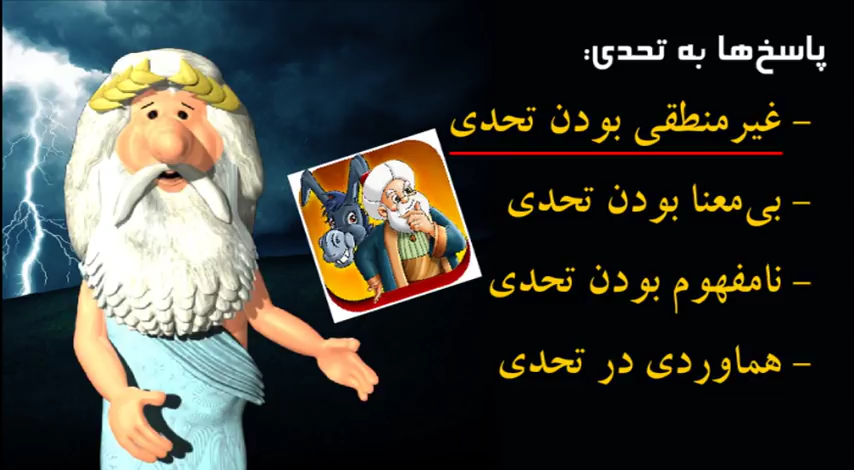 پاسخ‌ها به تحدی:
- غیرمنطقی بودن تحدی
- بی‌معنا بودن تحدی
- نامفهوم بودن تحدی
- هماوردی در تحدی